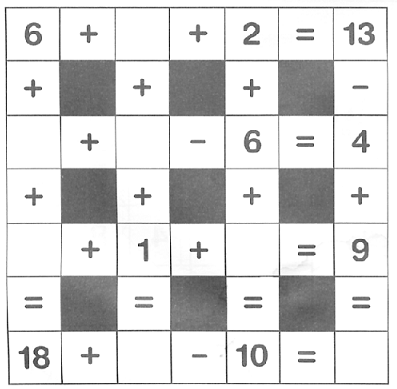 6 + + 2 = 13
+ + + -
+ - 6 = 4
+ + + +
+ 1 + = 9
= = = =
18 + - 10 =